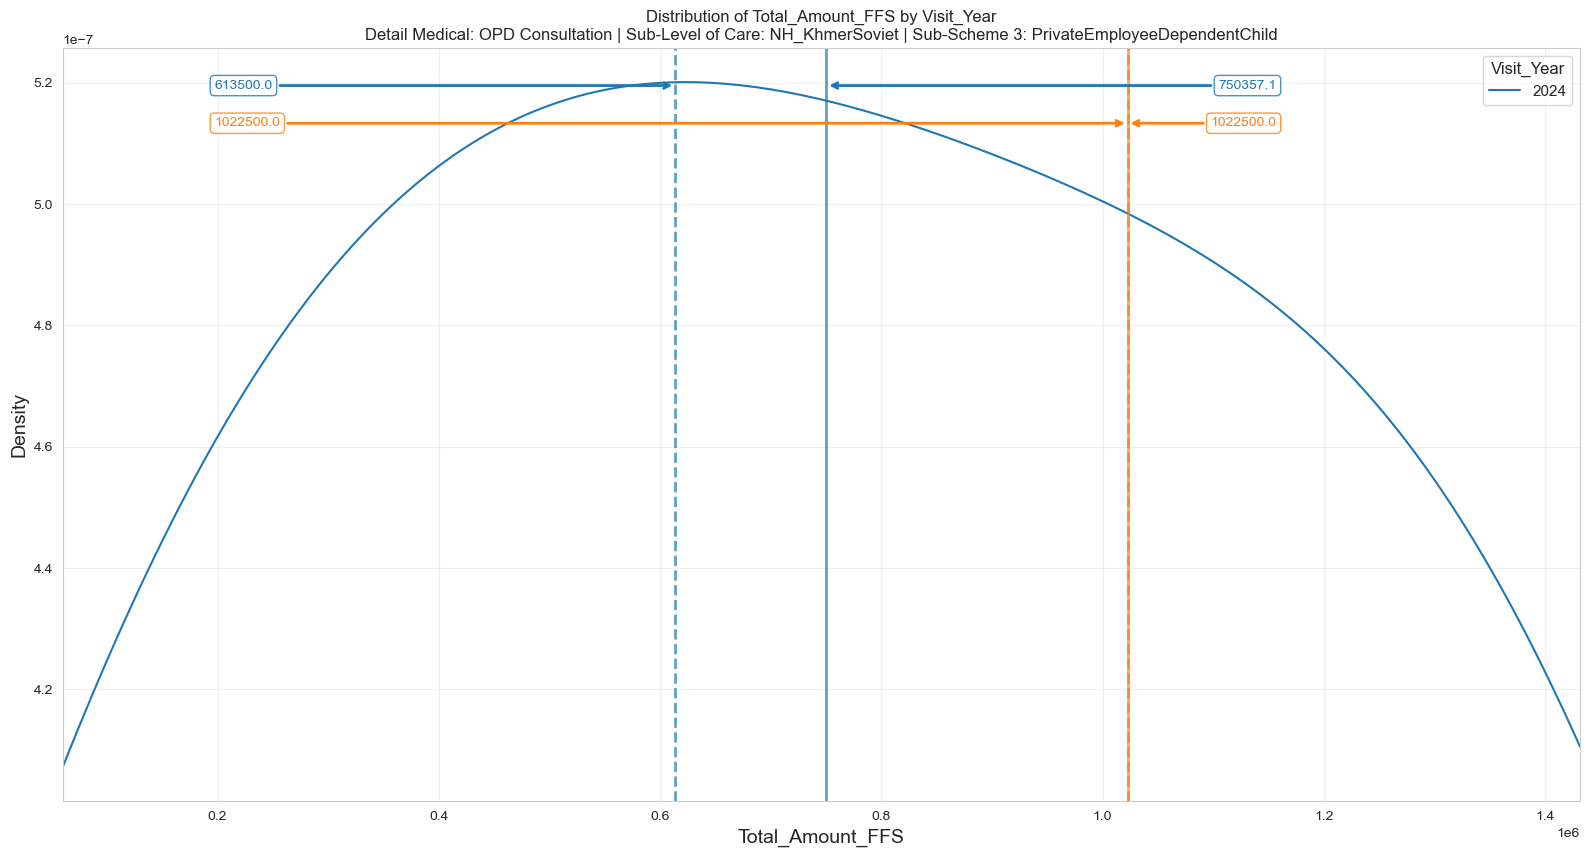 Distribution of Total_Amount_FFS by Visit_Year
Detail Medical: OPD Consultation | Sub-Level of Care: NH_KhmerSoviet | Sub-Scheme 3: PrivateEmployeeDependentChild
1e−7
5.2
5.0
4.8
4.6
4.4
4.2
Density
613500.0
750357.1
1022500.0
1022500.0
Visit_Year
2024
0.2
0.4
0.6
0.8
1.0
1.2
1.4
1e6
Total_Amount_FFS